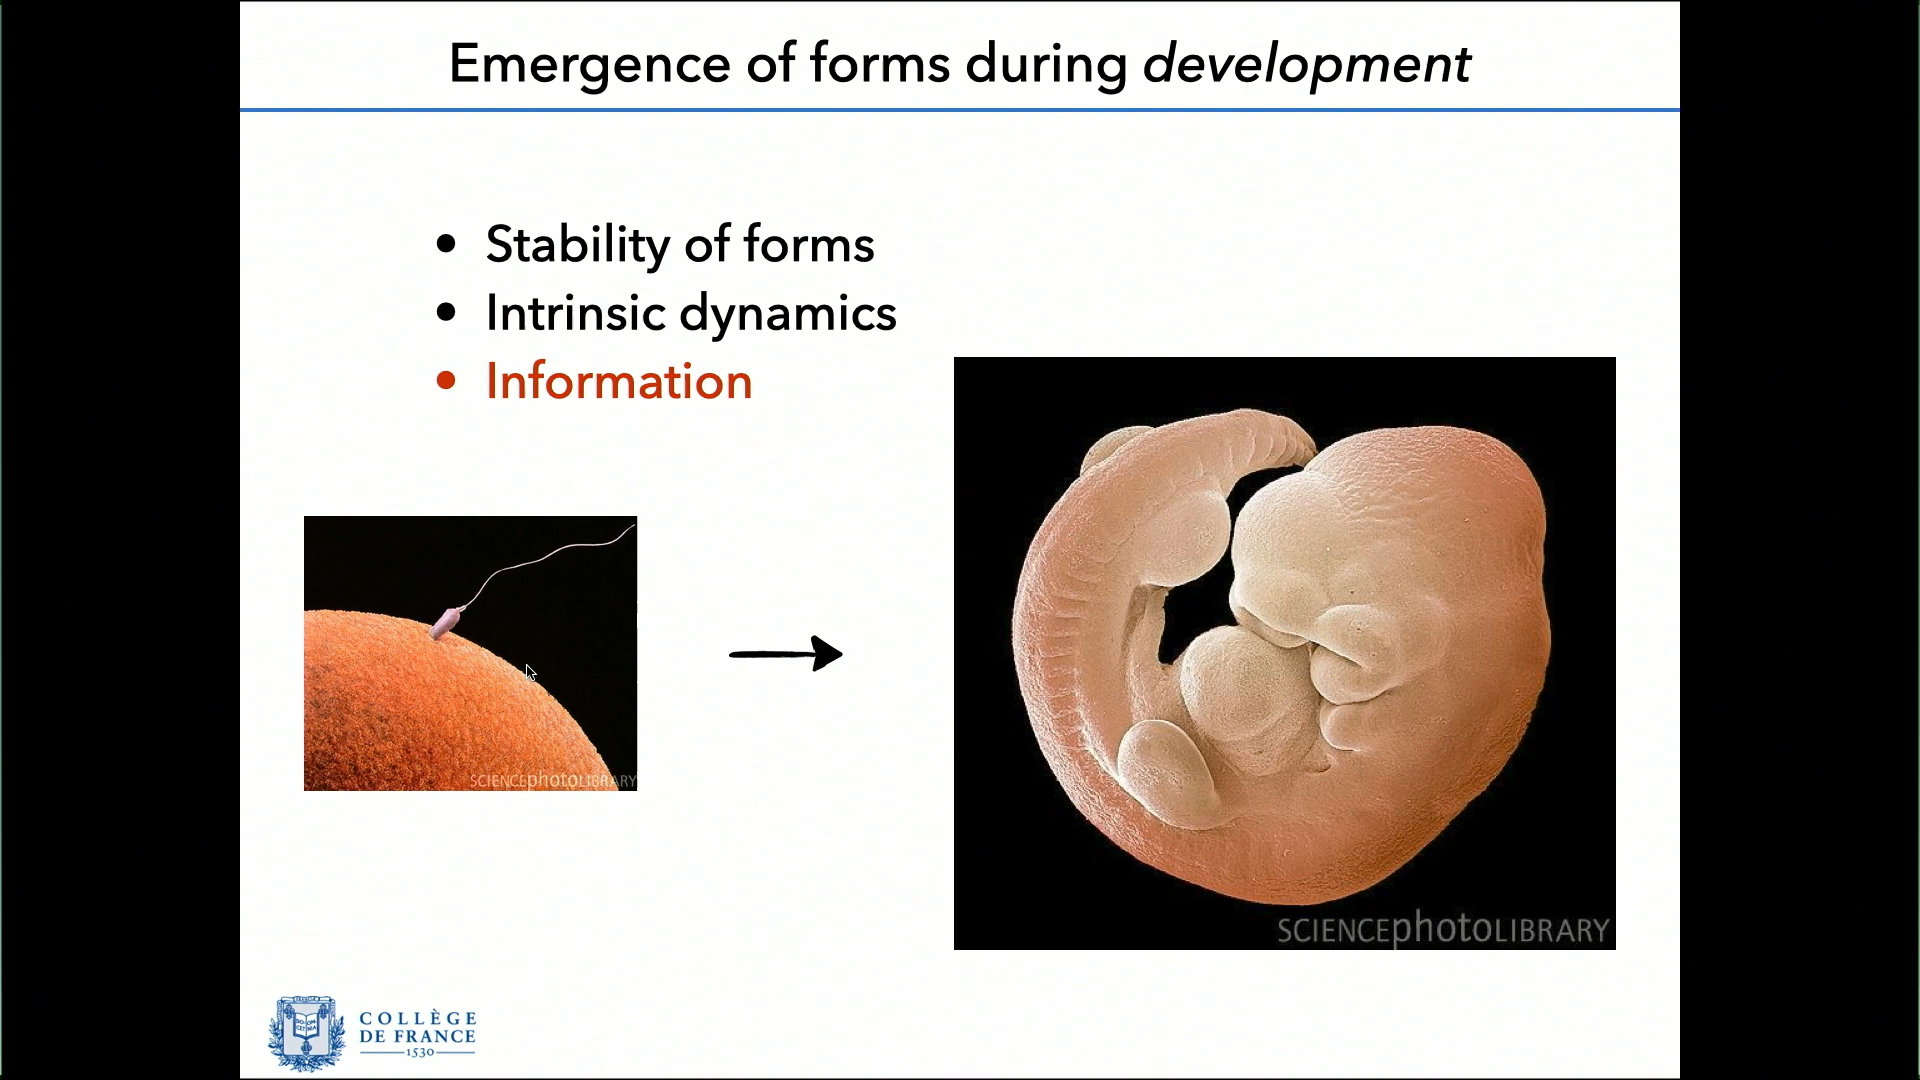 Emergence of forms during development
• Stability of forms
• Intrinsic dynamics
• Information
SCIENCEphotoLIBRARY
SCIENCEphotoLIBRARY
COLLÈGE
DE FRANCE
1530